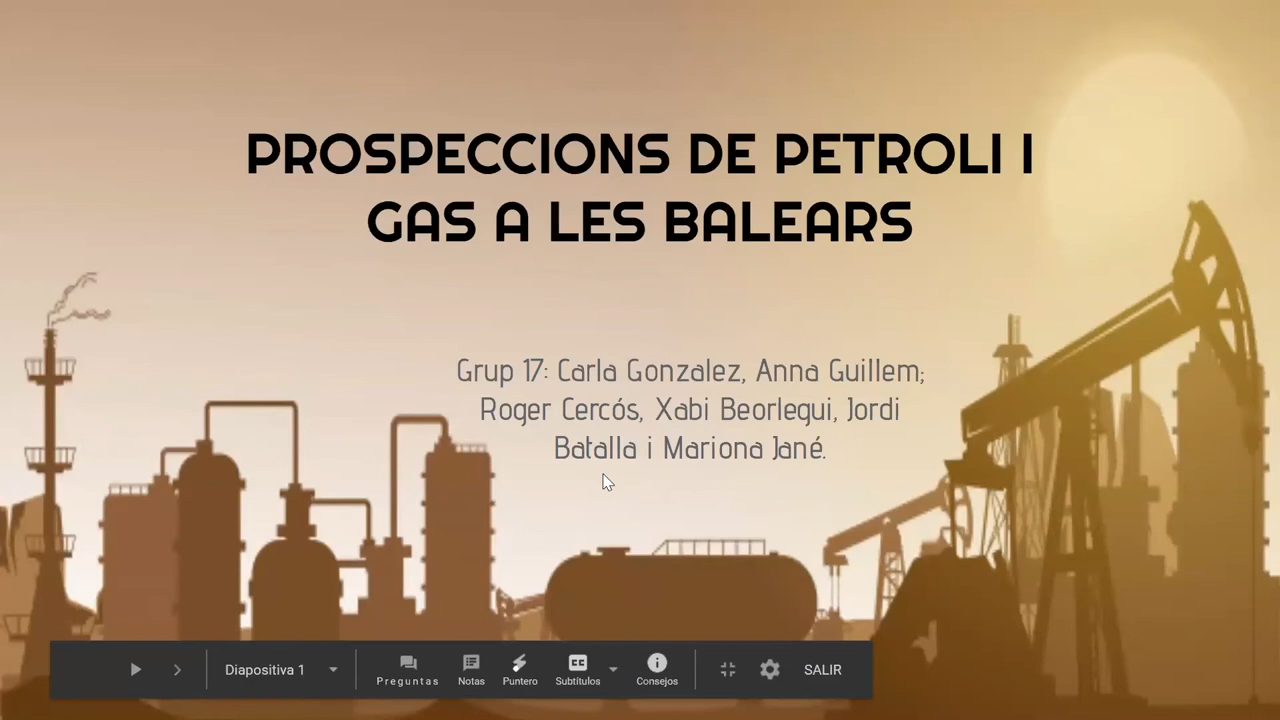 PROSPECCIONS DE PETROLI I
GAS A LES BALEARS
Grup 17: Carla Gonzalez, Anna Guillem;
Roger Cercós, Xabi Beorlegui, Jordi
Batalla i Mariona Jané.
Diapositiva 1
Preguntas
Notas
Puntero
CC
Subtítulos
Consejos
SALIR